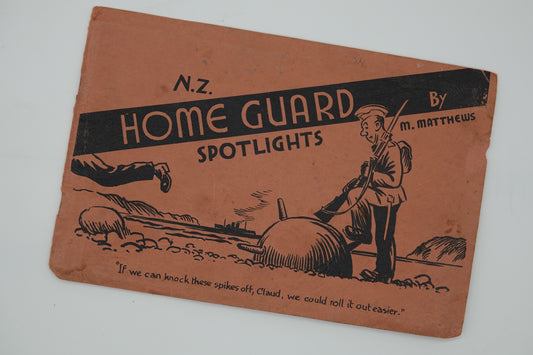 N.Z.
HOME GUARD
SPOTLIGHTS
By
M. MATTHEWS
"If we can knock these spikes off, Claud, we could roll it out easier."